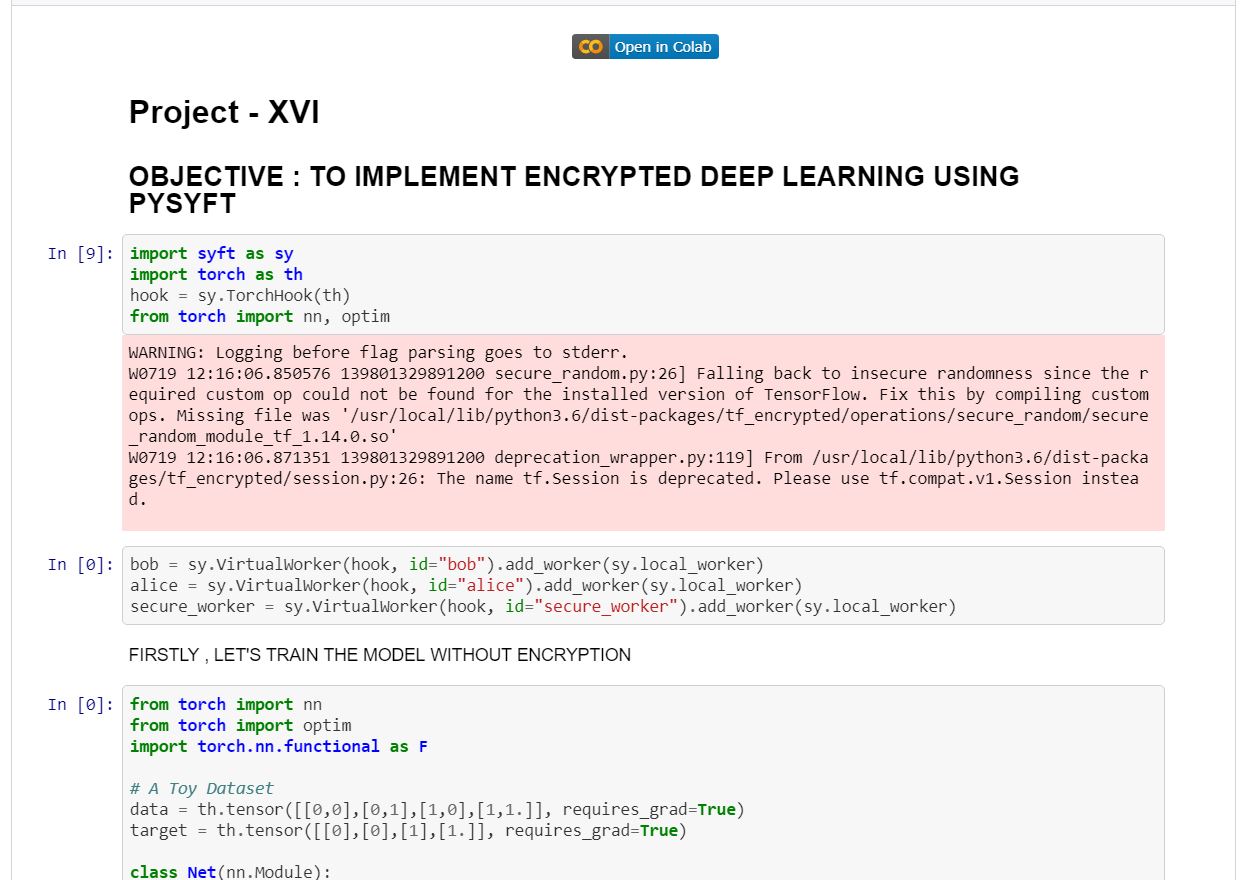 Open in Colab
Project - XVI
OBJECTIVE : TO IMPLEMENT ENCRYPTED DEEP LEARNING USING
PYSYFT
In [9]: import syft as sy
import torch as th
hook = sy.TorchHook(th)
from torch import nn, optim
WARNING: Logging before flag parsing goes to stderr.
W0719 12:16:06.850576 139801329891200 secure_random.py:26] Falling back to insecure randomness since the r
equired custom op could not be found for the installed version of TensorFlow. Fix this by compiling custom
ops. Missing file was '/usr/local/lib/python3.6/dist-packages/tf_encrypted/operations/secure_random/secure
_random_module_tf_1.14.0.so'
W0719 12:16:06.871351 139801329891200 deprecation_wrapper.py:119] From /usr/local/lib/python3.6/dist-packa
ges/tf_encrypted/session.py:26: The name tf.Session is deprecated. Please use tf.compat.v1.Session instea
d.
In [0]: bob = sy.VirtualWorker(hook, id="bob").add_worker(sy.local_worker)
alice = sy.VirtualWorker(hook, id="alice").add_worker(sy.local_worker)
secure_worker = sy.VirtualWorker(hook, id="secure_worker").add_worker(sy.local_worker)
FIRSTLY , LET'S TRAIN THE MODEL WITHOUT ENCRYPTION
In [0]: from torch import nn
from torch import optim
import torch.nn.functional as F
# A Toy Dataset
data = th.tensor([[0,0],[0,1],[1,0],[1,1.]], requires_grad=True)
target = th.tensor([[0],[0],[1],[1.]], requires_grad=True)
class Net(nn.Module):